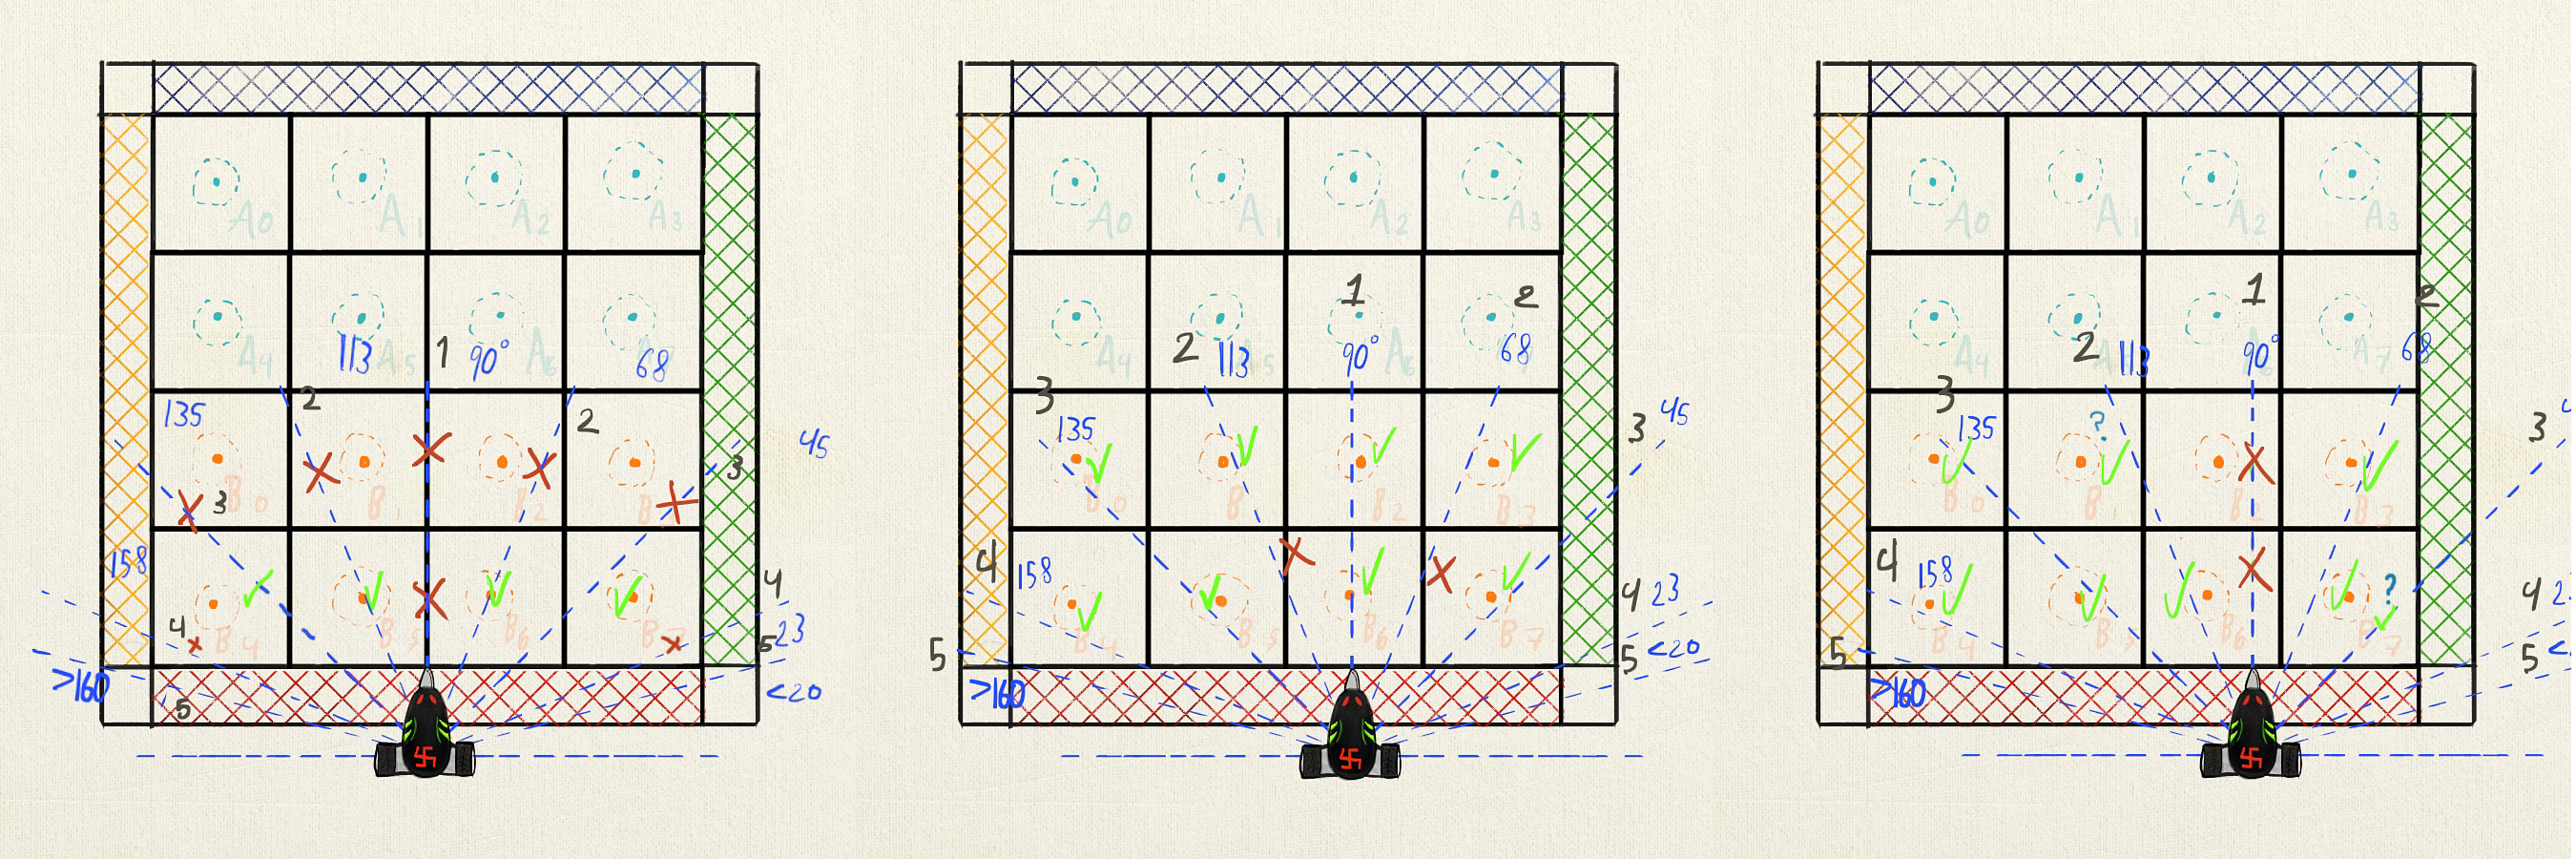 A0 A1 A2 A3
A4 A5 A6
113 1 90° 68
2 2
135 45
B0 B1 B2
3 3
158 4
4 B4 B5 B6 B7 5 23
>160 <20
5
A0 A1 A2 A3
A4 A6
1 2
2 113 90° 68
3 135 3 45
B0 B1 B2 B3
4 158 4 23
B4 B5 B6 B7
5 5 <20
>160
A0 A1 A2 A3
A4 A7
1 2
2 113 90° 68
3 135 ? 3
B0 B1 B2 B3
4 158 ? 4 2
B4 B6 B7
5 5 <
>160